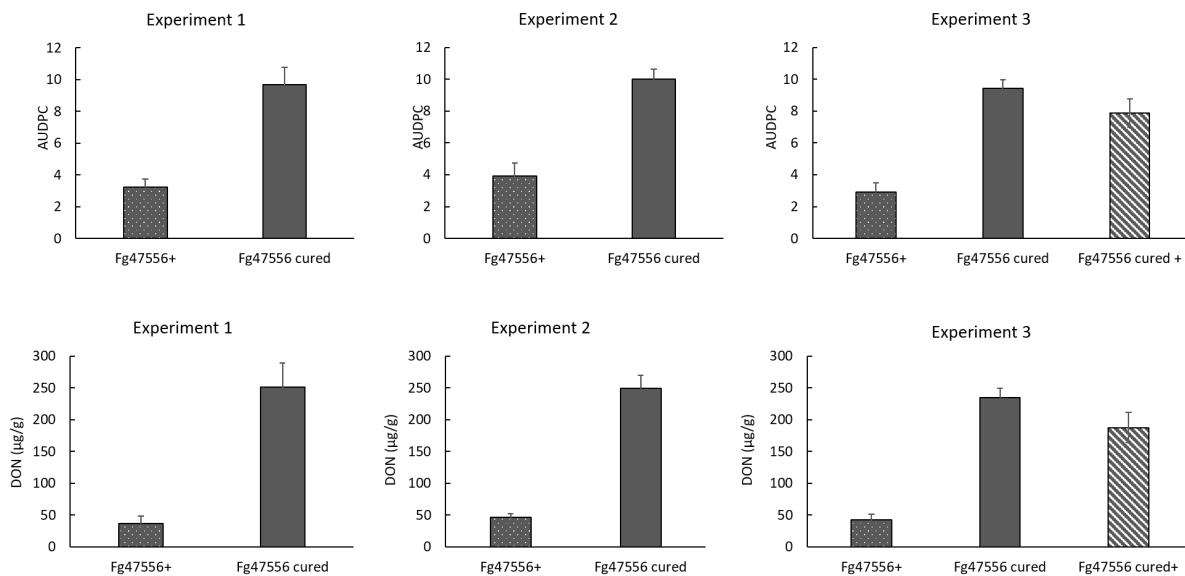 Experiment 1
12
10
8
6
4
2
0
AUDPC
Fg47556+ Fg47556 cured
Experiment 2
12
10
8
6
4
2
0
AUDPC
Fg47556+ Fg47556 cured
Experiment 3
12
10
8
6
4
2
0
AUDPC
Fg47556+ Fg47556 cured Fg47556 cured +
Experiment 1
300
250
200
150
100
50
0
DON (µg/g)
Fg47556+ Fg47556 cured
Experiment 2
300
250
200
150
100
50
0
DON (µg/g)
Fg47556+ Fg47556 cured
Experiment 3
300
250
200
150
100
50
0
DON (µg/g)
Fg47556+ Fg47556 cured Fg47556 cured+